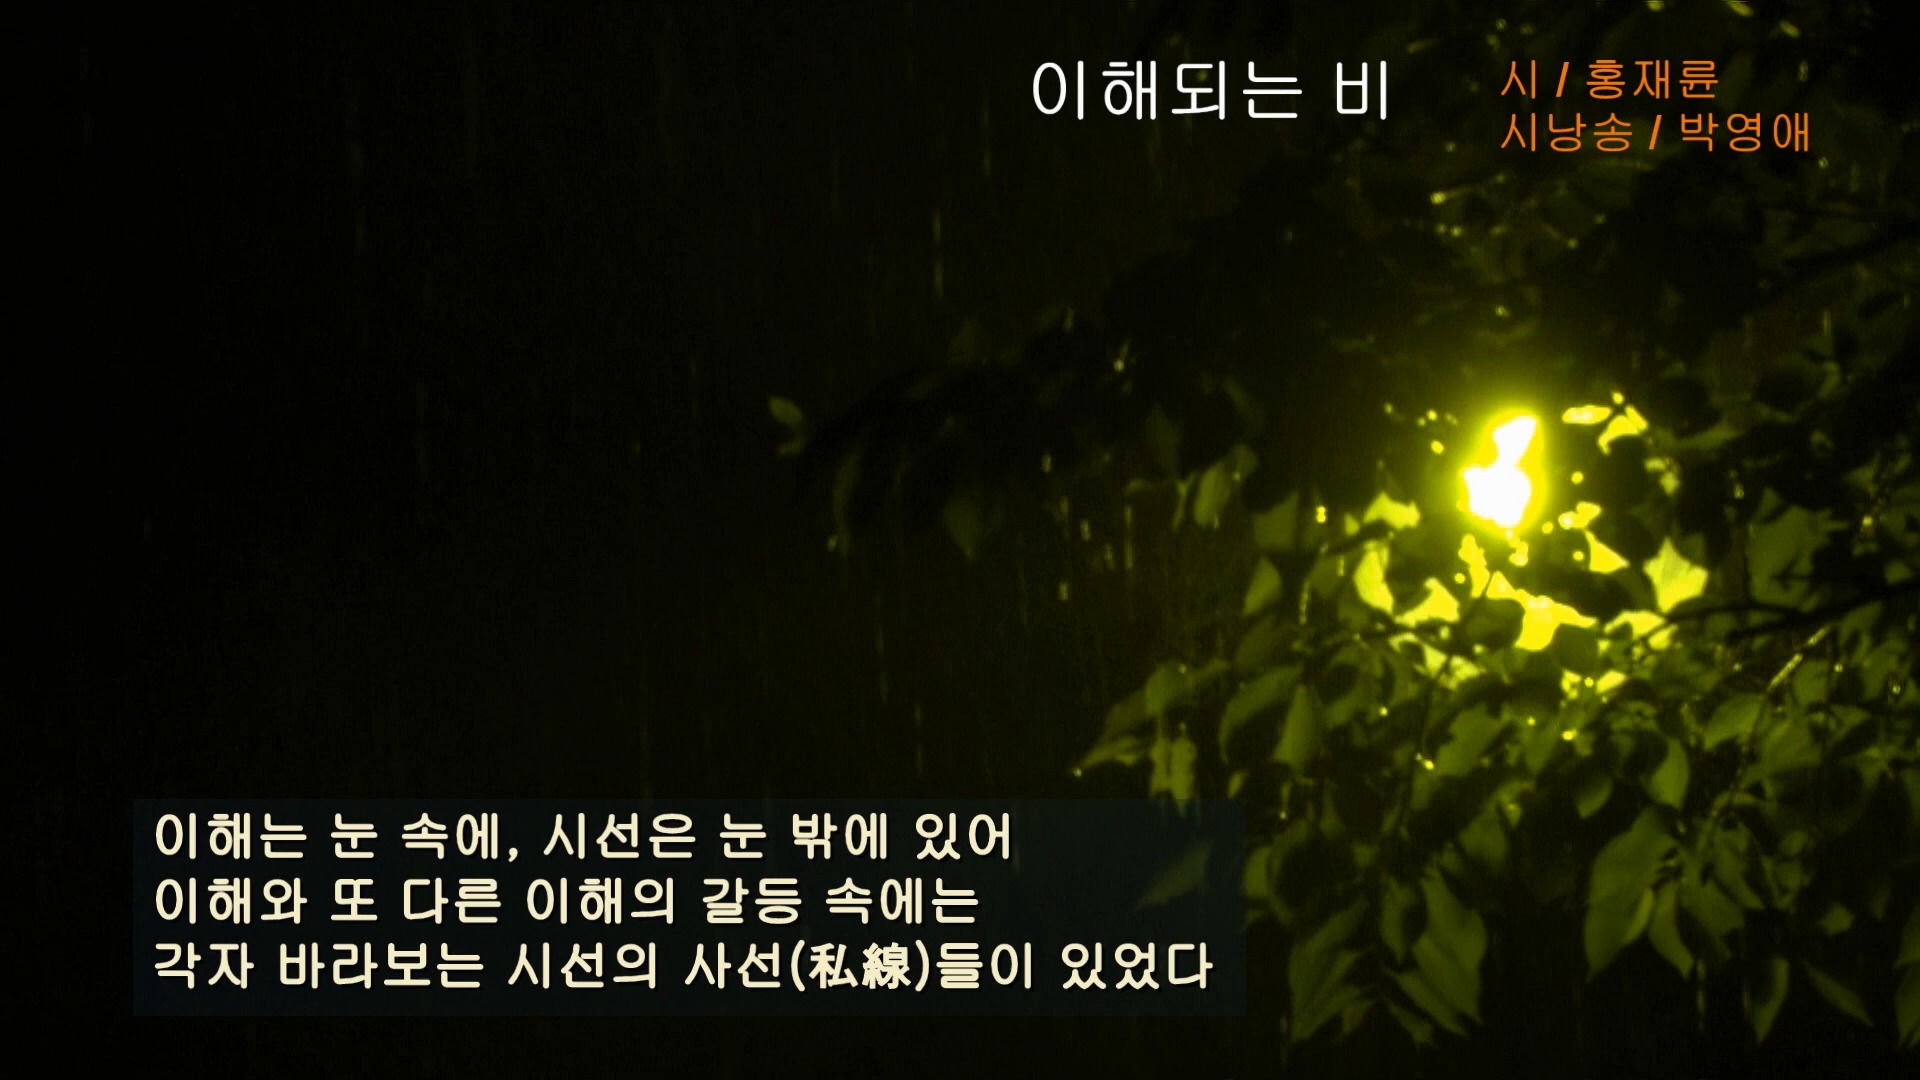 이해되는 비
시 / 홍재륜
시낭송 / 박영애
이해는 눈 속에, 시선은 눈 밖에 있어
이해와 또 다른 이해의 갈등 속에는
각자 바라보는 시선의 사선(私線)들이 있었다